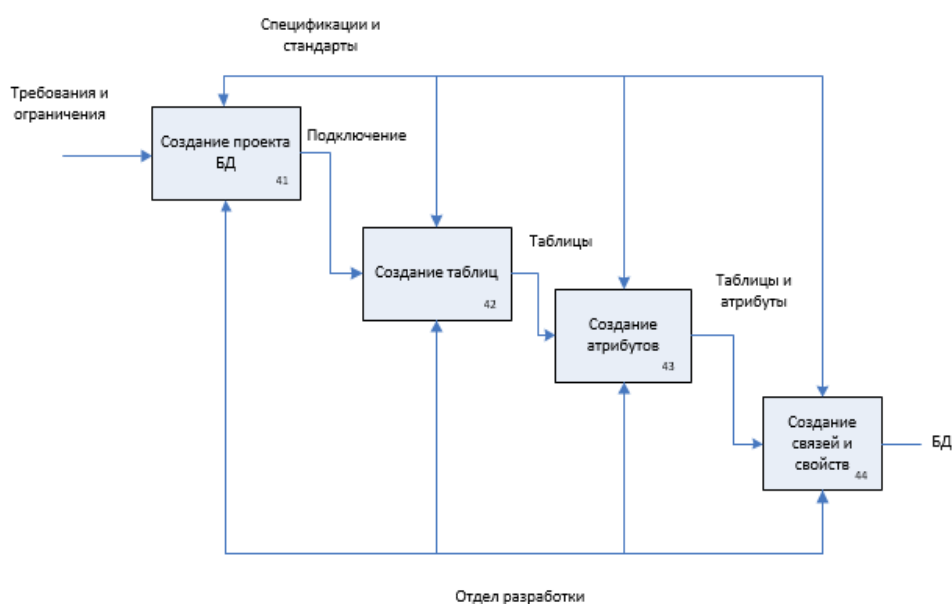 Спецификации и
стандарты
Требования и
ограничения
Создание проекта
БД
41
Подключение
Создание таблиц
42
Таблицы
Создание
атрибутов
43
Таблицы и
атрибуты
Создание
связей и
свойств
44
БД
Отдел разработки